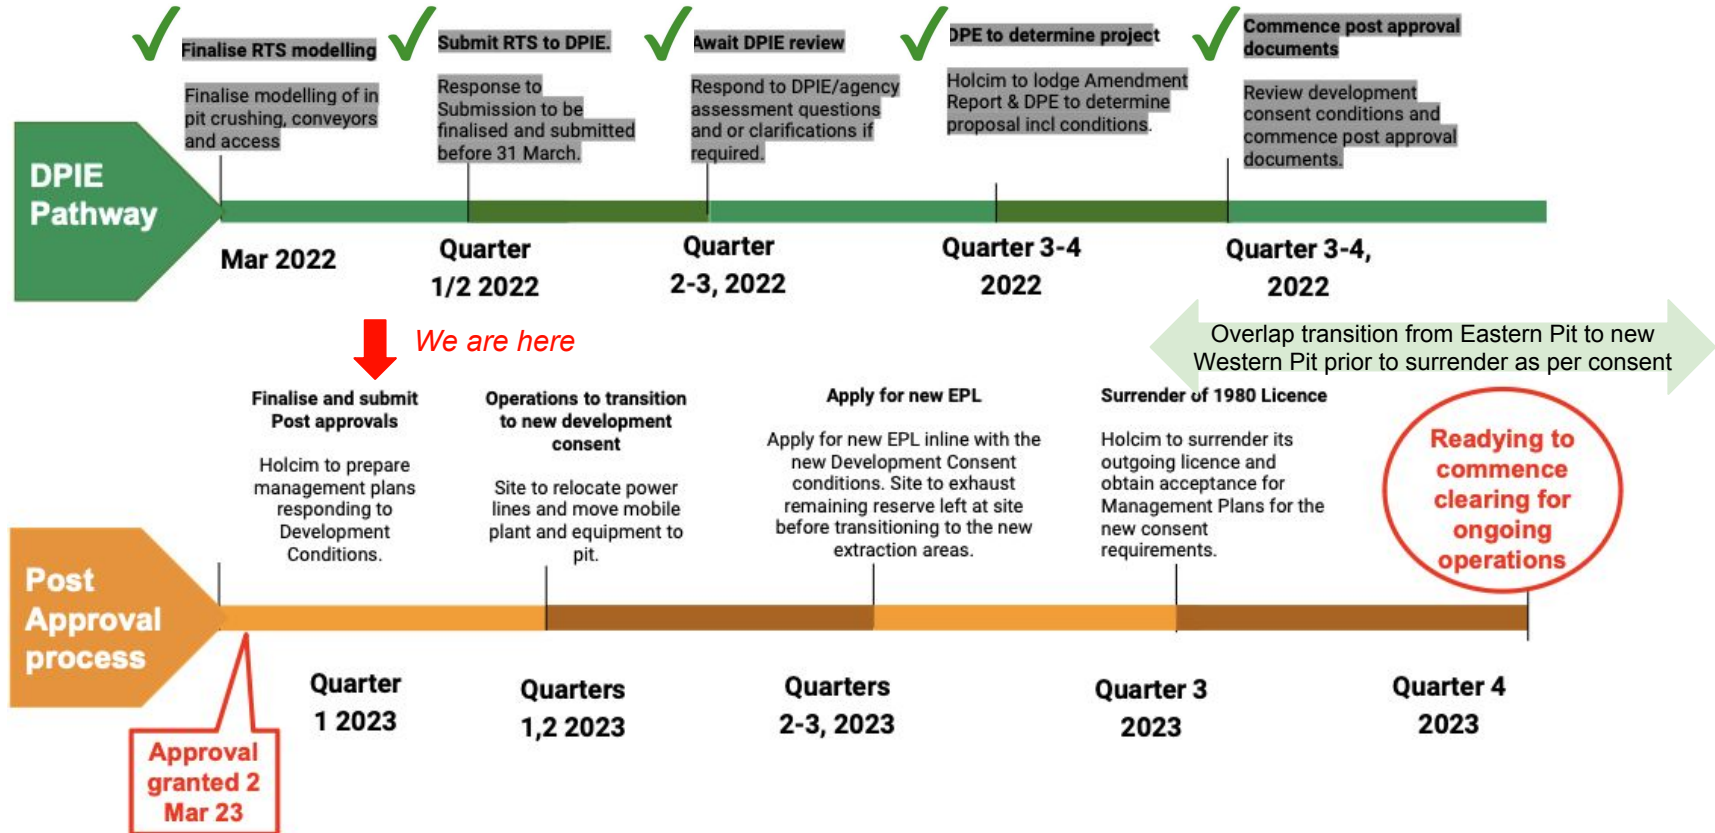 Finalise RTS modelling
Finalise modelling of in
pit crushing, conveyors
and access
Submit RTS to DPIE.
Response to
Submission to be
finalised and submitted
before 31 March.
Await DPIE review
Respond to DPIE/agency
assessment questions
and or clarifications if
required.
DPE to determine project
Holcim to lodge Amendment
Report & DPE to determine
proposal incl conditions.
Commence post approval
documents
Review development
consent conditions and
commence post approval
documents.
DPIE
Pathway
Mar 2022
Quarter
1/2 2022
Quarter
2-3, 2022
Quarter 3-4
2022
Quarter 3-4,
2022
We are here
Overlap transition from Eastern Pit to new
Western Pit prior to surrender as per consent
Finalise and submit
Post approvals
Holcim to prepare
management plans
responding to
Development
Conditions.
Operations to transition
to new development
consent
Site to relocate power
lines and move mobile
plant and equipment to
pit.
Apply for new EPL
Apply for new EPL inline with the
new Development Consent
conditions. Site to exhaust
remaining reserve left at site
before transitioning to the new
extraction areas.
Surrender of 1980 Licence
Holcim to surrender its
outgoing licence and
obtain acceptance for
Management Plans for the
new consent
requirements.
Readying to
commence
clearing for
ongoing
operations
Post
Approval
process
Quarter
1 2023
Quarters
1,2 2023
Quarters
2-3, 2023
Quarter 3
2023
Quarter 4
2023
Approval
granted 2
Mar 23